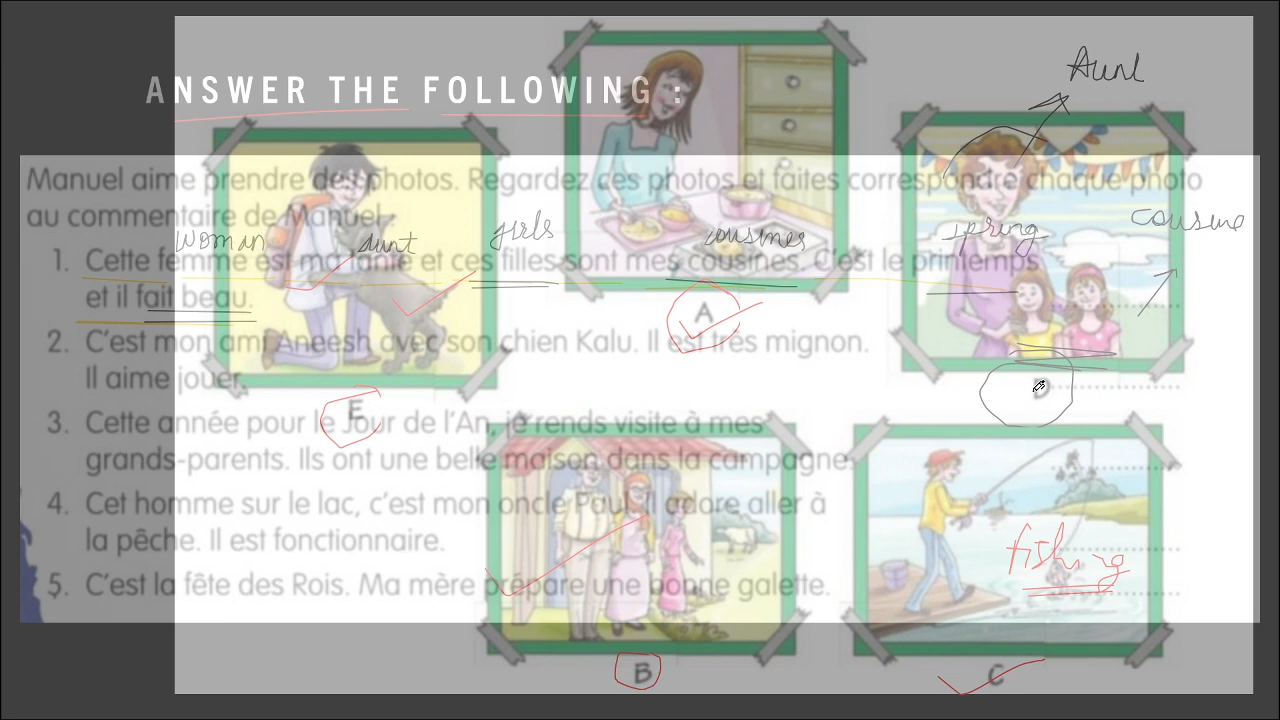 ANSWER THE FOLLOWING :
Aunt
Manuel aime prendre des photos. Regardez ces photos et faites correspondre chaque photo
au commentaire de Manuel.
woman aunt girls cousines spring cousine
1. Cette femme est ma tante et ces filles sont mes cousines. C'est le printemps
et il fait beau.
A
2. C'est mon ami Aneesh avec son chien Kalu. Il est très mignon.
Il aime jouer.
D
E
3. Cette année pour le Jour de l'An, je rends visite à mes
grands-parents. Ils ont une belle maison dans la campagne.
4. Cet homme sur le lac, c'est mon oncle Paul. Il adore aller à
la pêche. Il est fonctionnaire.
fishing
5. C'est la fête des Rois. Ma mère prépare une bonne galette.
B
C